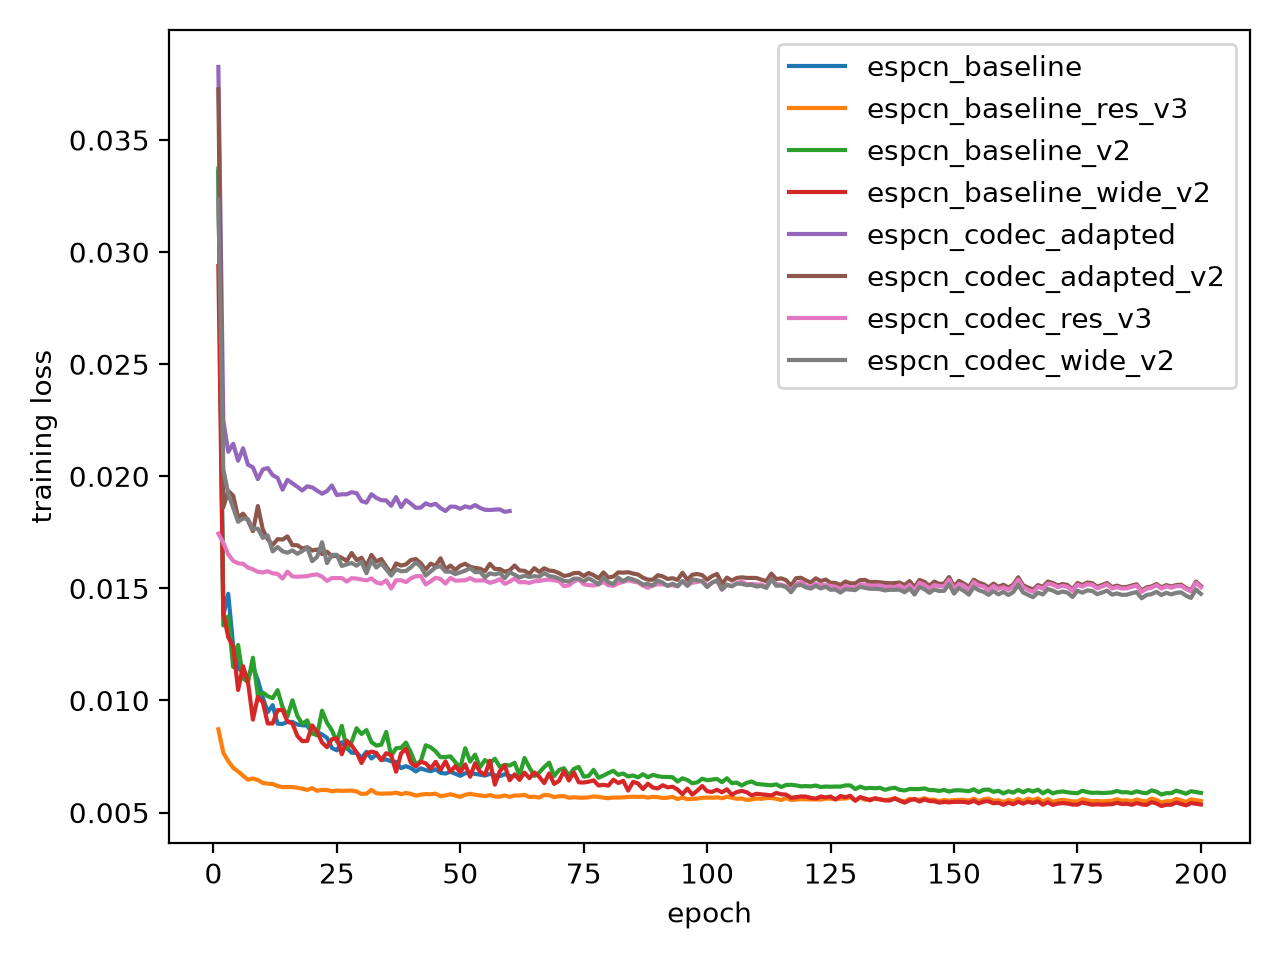 espcn_baseline
espcn_baseline_res_v3
espcn_baseline_v2
espcn_baseline_wide_v2
espcn_codec_adapted
espcn_codec_adapted_v2
espcn_codec_res_v3
espcn_codec_wide_v2
training loss
0.035
0.030
0.025
0.020
0.015
0.010
0.005
0 25 50 75 100 125 150 175 200
epoch